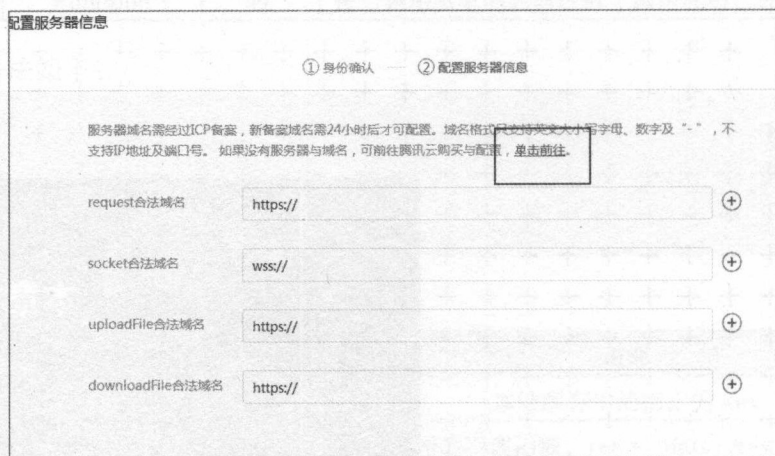 配置服务器信息
① 身份确认 — ② 配置服务器信息
服务器域名需经过ICP备案，新备案域名需24小时后才可配置。域名格式只支持英文大小写字母、数字及“-”，不
支持IP地址及端口号。 如果没有服务器与域名，可前往腾讯云购买与配置，单击前往。
request合法域名 https://
socket合法域名 wss://
uploadFile合法域名 https://
downloadFile合法域名 https://